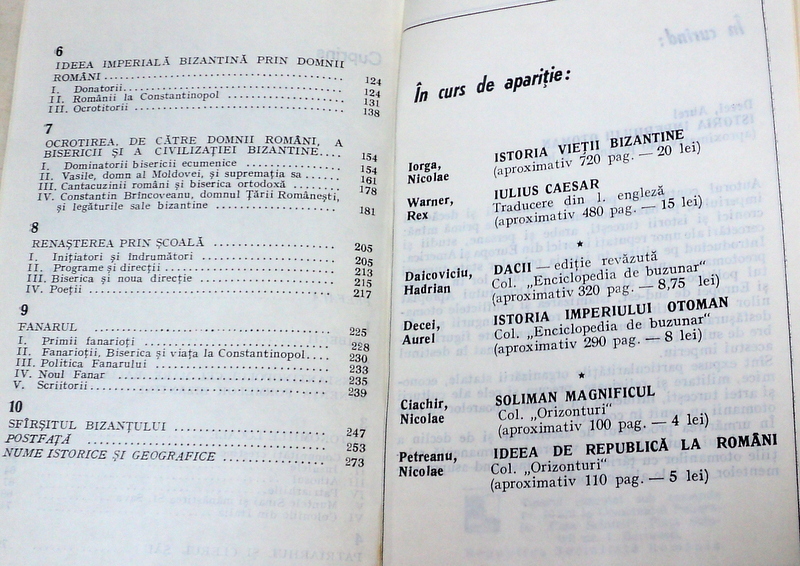 6
IDEEA IMPERIALĂ BIZANTINĂ PRIN DOMNII
ROMÂNI . . . . . . . . . . . . . . . . . . . . 124
I. Donatorii . . . . . . . . . . . . . . . . . . . . 124
II. Românii la Constantinopol . . . . . . . . . . 131
III. Ocrotitorii . . . . . . . . . . . . . . . . . . . . 138
7
OCROTIREA, DE CĂTRE DOMNII ROMÂNI, A
BISERICII ȘI A CIVILIZAȚIEI BIZANTINE . . . . 154
I. Dominatorii bisericii ecumenice . . . . . . . . . . 154
II. Vasile, domn al Moldovei, și suprematia sa . . . . 161
III. Cantacuzinii români și biserica ortodoxă . . . . 178
IV. Constantin Brîncoveanu, domnul Țării Românești,
și legăturile sale bizantine . . . . . . . . . . 181
8
RENAȘTEREA PRIN ȘCOALĂ . . . . . . . . . . 205
I. Inițiatori și îndrumători . . . . . . . . . . 205
II. Programe și direcții . . . . . . . . . . 213
III. Biserica și noua direcție . . . . . . . . . . 215
IV. Poeții . . . . . . . . . . . . . . . . . . . . 217
9
FANARUL . . . . . . . . . . . . . . . . . . . . 225
I. Primii fanarioți . . . . . . . . . . . . . . . 228
II. Fanarioții, Biserica și viața la Constantinopol . . . . 230
III. Politica Fanarului . . . . . . . . . . . . . . . 233
IV. Noul Fanar . . . . . . . . . . . . . . . 235
V. Scriitorii . . . . . . . . . . . . . . . . . . . . 239
10
SFÎRȘITUL BIZANȚULUI . . . . . . . . . . 247
POSTFAȚĂ . . . . . . . . . . . . . . . . . . . . 253
NUME ISTORICE ȘI GEOGRAFICE . . . . . . . . . . 273
În curs de apariție:
Iorga, Nicolae
ISTORIA VIEȚII BIZANTINE
(aproximativ 720 pag. — 20 lei)
Warner, Rex
IULIUS CAESAR
Traducere din l. engleză
(aproximativ 480 pag. — 15 lei)
★
Daicoviciu, Hadrian
DACII — ediție revăzută
Col. „Enciclopedia de buzunar"
(aproximativ 320 pag. — 8,75 lei)
Decei, Aurel
ISTORIA IMPERIULUI OTOMAN
Col. „Enciclopedia de buzunar"
(aproximativ 290 pag. — 8 lei)
★
Ciachir, Nicolae
SOLIMAN MAGNIFICUL
Col. „Orizonturi"
(aproximativ 100 pag. — 4 lei)
Petreanu, Nicolae
IDEEA DE REPUBLICĂ LA ROMÂNI
Col. „Orizonturi"
(aproximativ 110 pag. — 5 lei)